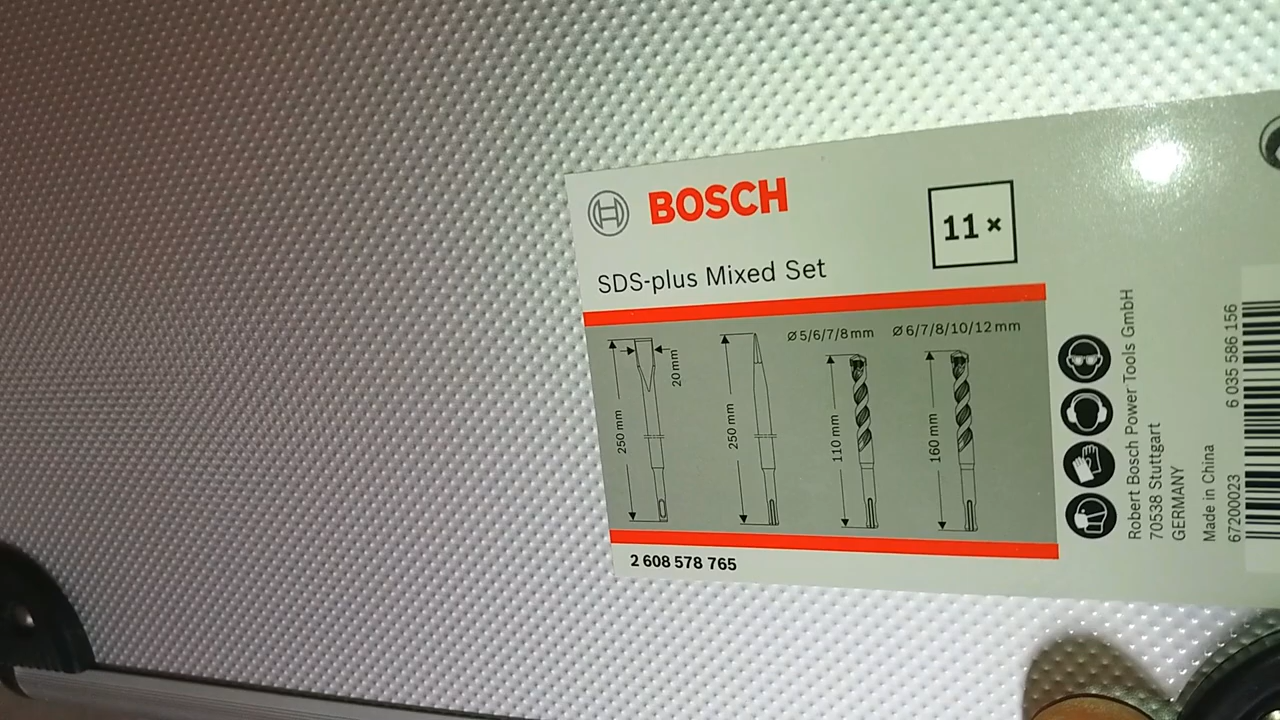 BOSCH
11 ×
SDS-plus Mixed Set
Ø 5/6/7/8 mm
Ø 6/7/8/10/12 mm
20 mm
250 mm
250 mm
110 mm
160 mm
2 608 578 765
Robert Bosch Power Tools GmbH
70538 Stuttgart
GERMANY
Made in China
67200023
6 035 586 156